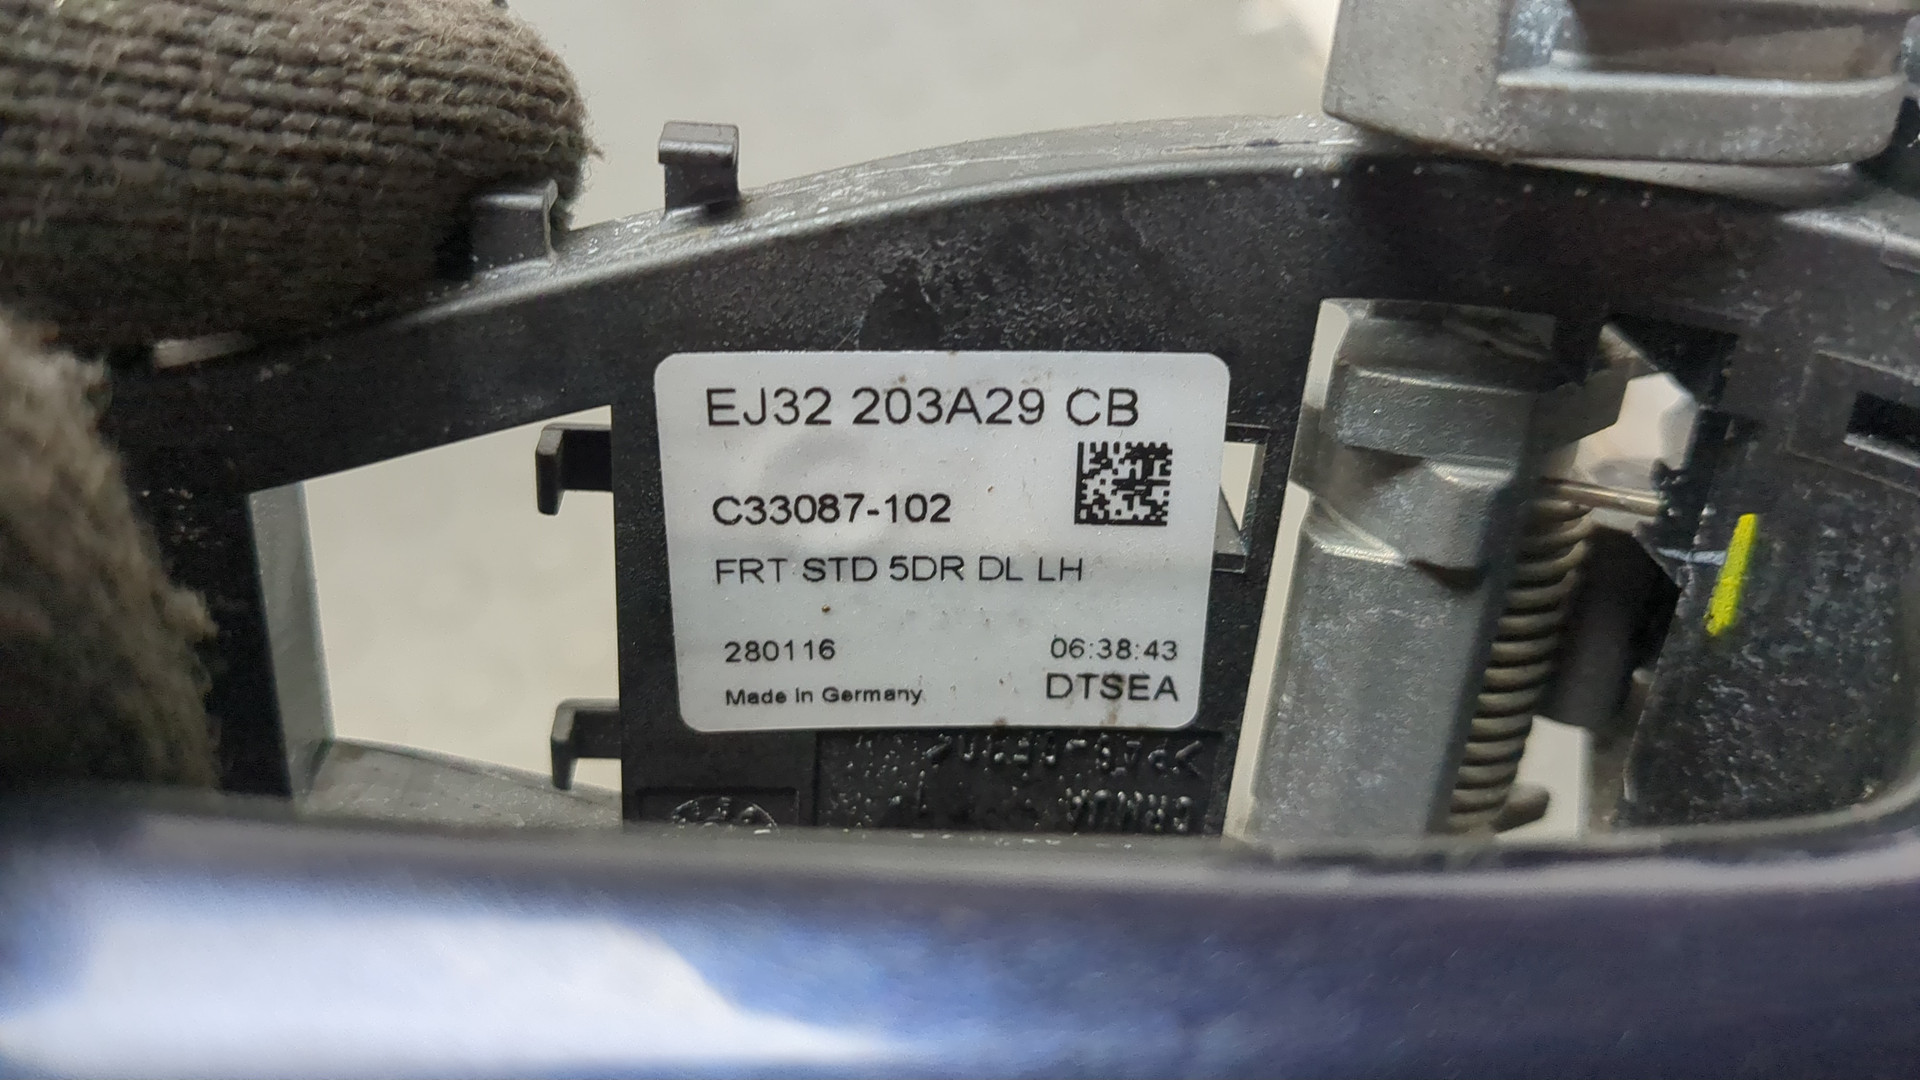 EJ32 203A29 CB
C33087-102
FRT STD 5DR DL LH
280116
06:38:43
Made in Germany
DTSEA